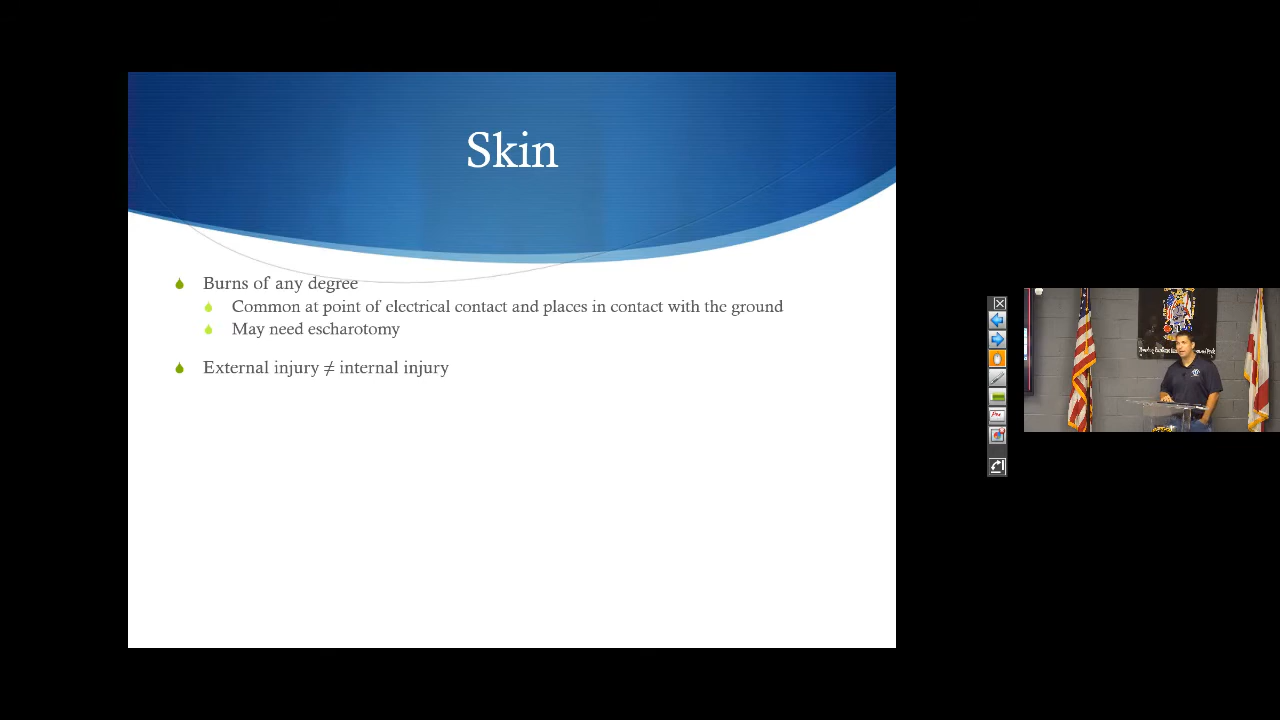 Skin
Burns of any degree
Common at point of electrical contact and places in contact with the ground
May need escharotomy
External injury ≠ internal injury